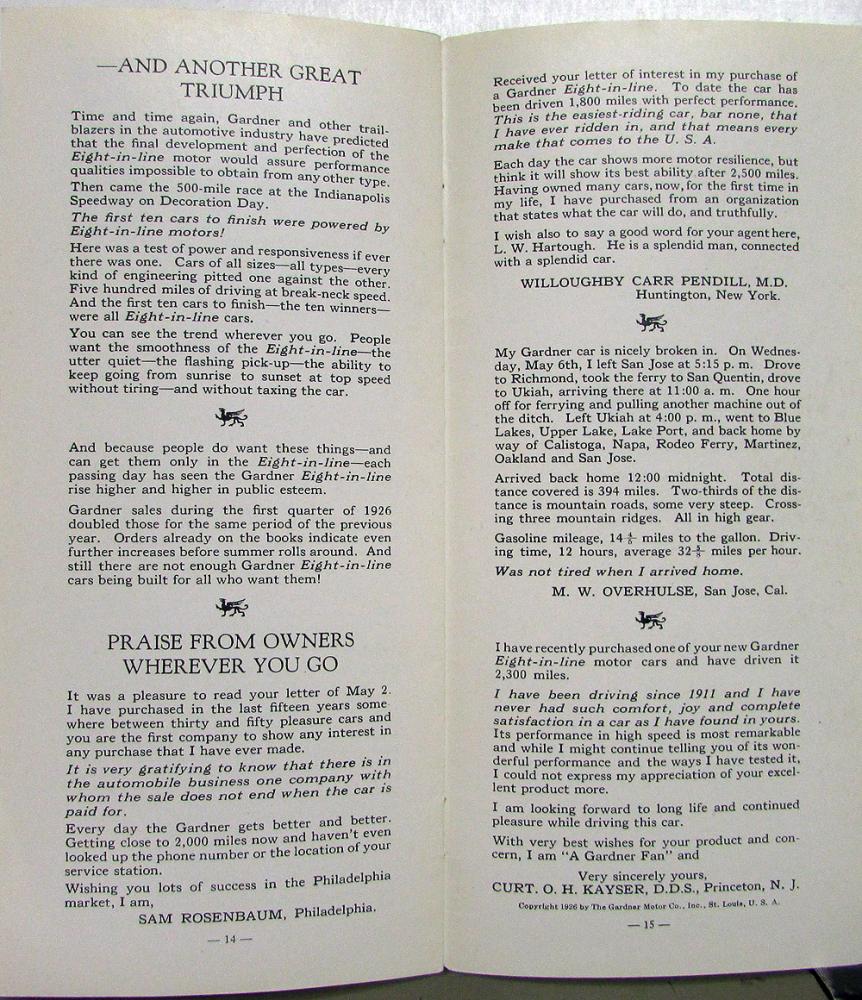 —AND ANOTHER GREAT
TRIUMPH
Time and time again, Gardner and other trail-
blazers in the automotive industry have predicted
that the final development and perfection of the
Eight-in-line motor would assure performance
qualities impossible to obtain from any other type.
Then came the 500-mile race at the Indianapolis
Speedway on Decoration Day.
The first ten cars to finish were powered by
Eight-in-line motors!
Here was a test of power and responsiveness if ever
there was one. Cars of all sizes—all types—every
kind of engineering pitted one against the other.
Five hundred miles of driving at break-neck speed.
And the first ten cars to finish—the ten winners—
were all Eight-in-line cars.
You can see the trend wherever you go. People
want the smoothness of the Eight-in-line—the
utter quiet—the flashing pick-up—the ability to
keep going from sunrise to sunset at top speed
without tiring—and without taxing the car.
And because people do want these things—and
can get them only in the Eight-in-line—each
passing day has seen the Gardner Eight-in-line
rise higher and higher in public esteem.
Gardner sales during the first quarter of 1926
doubled those for the same period of the previous
year. Orders already on the books indicate even
further increases before summer rolls around. And
still there are not enough Gardner Eight-in-line
cars being built for all who want them!
PRAISE FROM OWNERS
WHEREVER YOU GO
It was a pleasure to read your letter of May 2.
I have purchased in the last fifteen years some-
where between thirty and fifty pleasure cars and
you are the first company to show any interest in
any purchase that I have ever made.
It is very gratifying to know that there is in
the automobile business one company with
whom the sale does not end when the car is
paid for.
Every day the Gardner gets better and better.
Getting close to 2,000 miles now and haven't even
looked up the phone number or the location of your
service station.
Wishing you lots of success in the Philadelphia
market, I am,
SAM ROSENBAUM, Philadelphia.
— 14 —
Received your letter of interest in my purchase of
a Gardner Eight-in-line. To date the car has
been driven 1,800 miles with perfect performance.
This is the easiest-riding car, bar none, that
I have ever ridden in, and that means every
make that comes to the U. S. A.
Each day the car shows more motor resilience, but
think it will show its best ability after 2,500 miles.
Having owned many cars, now, for the first time in
my life, I have purchased from an organization
that states what the car will do, and truthfully.
I wish also to say a good word for your agent here,
L. W. Hartough. He is a splendid man, connected
with a splendid car.
WILLOUGHBY CARR PENDILL, M.D.
Huntington, New York.
My Gardner car is nicely broken in. On Wednes-
day, May 6th, I left San Jose at 5:15 p. m. Drove
to Richmond, took the ferry to San Quentin, drove
to Ukiah, arriving there at 11:00 a. m. One hour
off for ferrying and pulling another machine out of
the ditch. Left Ukiah at 4:00 p. m., went to Blue
Lakes, Upper Lake, Lake Port, and back home by
way of Calistoga, Napa, Rodeo Ferry, Martinez,
Oakland and San Jose.
Arrived back home 12:00 midnight. Total dis-
tance covered is 394 miles. Two-thirds of the dis-
tance is mountain roads, some very steep. Cross-
ing three mountain ridges. All in high gear.
Gasoline mileage, 14 miles to the gallon. Driv-
ing time, 12 hours, average 32 miles per hour.
Was not tired when I arrived home.
M. W. OVERHULSE, San Jose, Cal.
I have recently purchased one of your new Gardner
Eight-in-line motor cars and have driven it
2,300 miles.
I have been driving since 1911 and I have
never had such comfort, joy and complete
satisfaction in a car as I have found in yours.
Its performance in high speed is most remarkable
and while I might continue telling you of its won-
derful performance and the ways I have tested it,
I could not express my appreciation of your excel-
lent product more.
I am looking forward to long life and continued
pleasure while driving this car.
With very best wishes for your product and con-
cern, I am "A Gardner Fan" and
Very sincerely yours,
CURT. O. H. KAYSER, D.D.S., Princeton, N. J.
Copyright 1926 by The Gardner Motor Co., Inc., St. Louis, U. S. A.
— 15 —